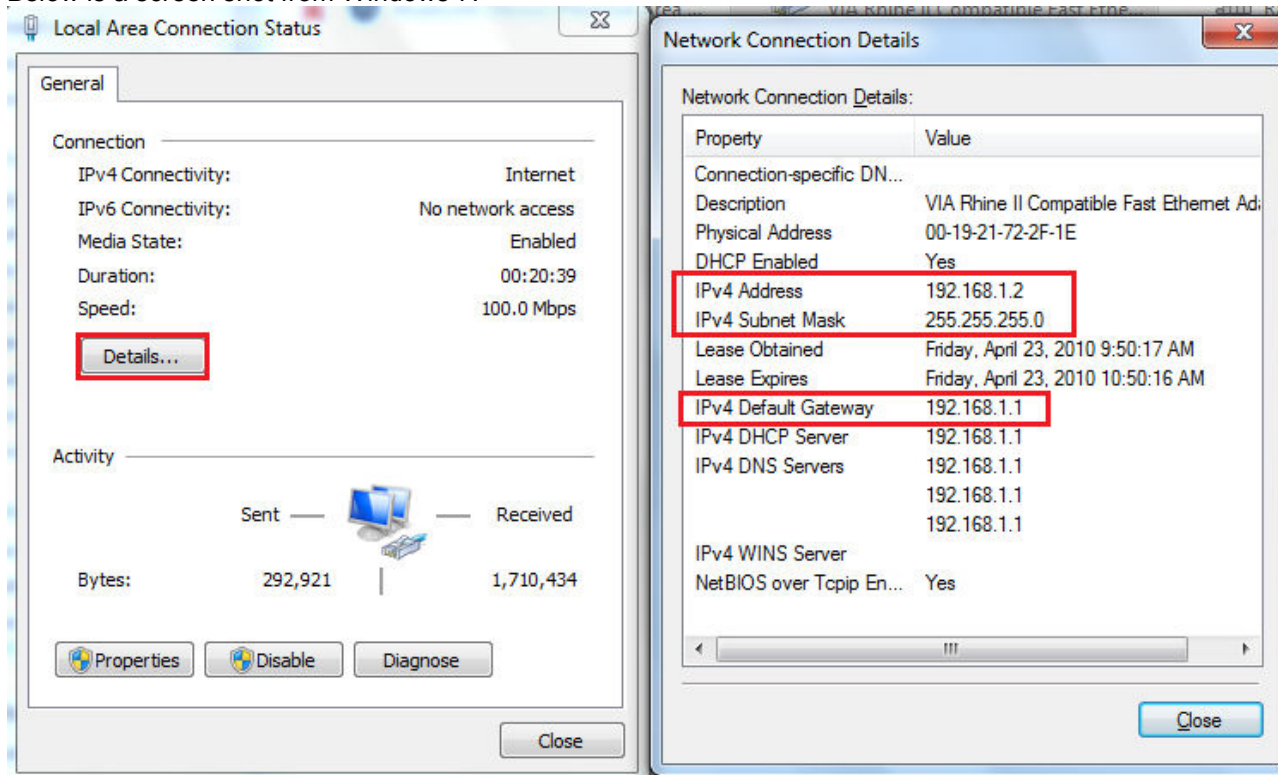 Local Area Connection Status
General
Connection
IPv4 Connectivity: Internet
IPv6 Connectivity: No network access
Media State: Enabled
Duration: 00:20:39
Speed: 100.0 Mbps
Details...
Activity
Sent Received
Bytes: 292,921 1,710,434
Properties Disable Diagnose
Close
VIA Rhine II Compatible Fast Ethe...
Network Connection Details
Network Connection Details:
Property Value
Connection-specific DN...
Description VIA Rhine II Compatible Fast Ethernet
Physical Address 00-19-21-72-2F-1E
DHCP Enabled Yes
IPv4 Address 192.168.1.2
IPv4 Subnet Mask 255.255.255.0
Lease Obtained Friday, April 23, 2010 9:50:17 AM
Lease Expires Friday, April 23, 2010 10:50:16 AM
IPv4 Default Gateway 192.168.1.1
IPv4 DHCP Server 192.168.1.1
IPv4 DNS Servers 192.168.1.1
192.168.1.1
192.168.1.1
IPv4 WINS Server
NetBIOS over Tcpip En... Yes
Close